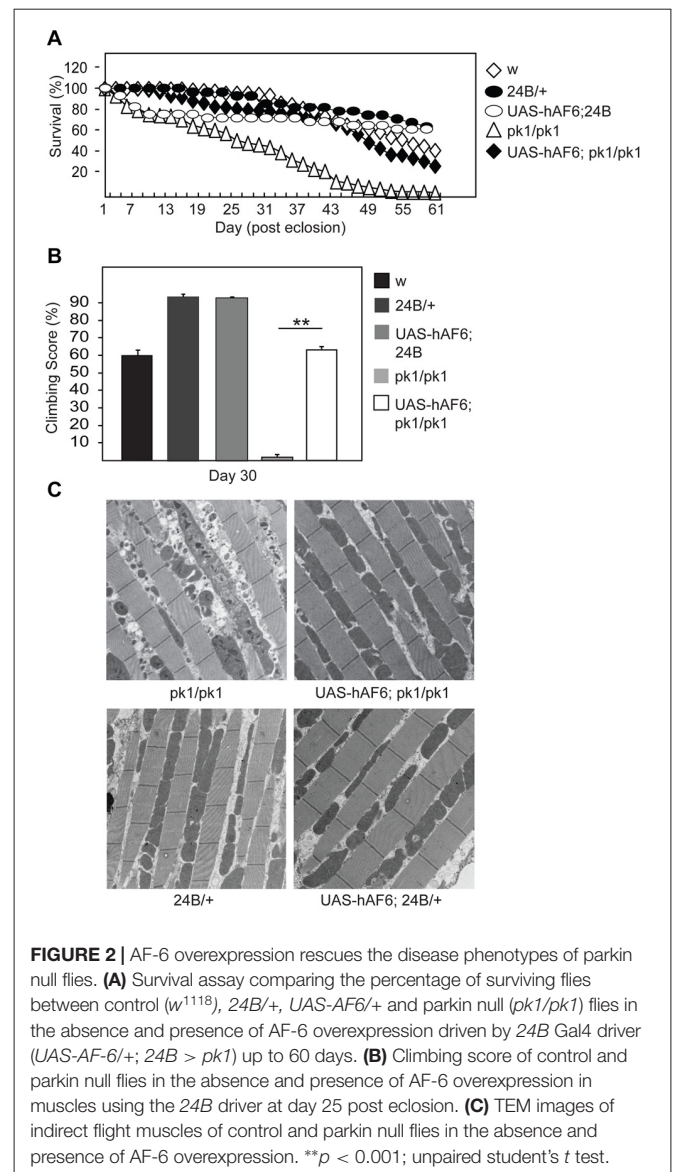 A
120
100
80
60
40
20
Survival (%)
1 7 13 19 25 31 37 43 49 55 61
Day (post eclosion)
w
24B/+
UAS-hAF6;24B
pk1/pk1
UAS-hAF6; pk1/pk1
B
90
80
70
60
50
40
30
20
10
Climbing Score (%)
**
Day 30
w
24B/+
UAS-hAF6;
24B
pk1/pk1
UAS-hAF6;
pk1/pk1
C
pk1/pk1
UAS-hAF6; pk1/pk1
24B/+
UAS-hAF6; 24B/+
FIGURE 2 | AF-6 overexpression rescues the disease phenotypes of parkin
null flies. (A) Survival assay comparing the percentage of surviving flies
between control (w1118), 24B/+, UAS-AF6/+ and parkin null (pk1/pk1) flies in
the absence and presence of AF-6 overexpression driven by 24B Gal4 driver
(UAS-AF-6/+; 24B > pk1) up to 60 days. (B) Climbing score of control and
parkin null flies in the absence and presence of AF-6 overexpression in
muscles using the 24B driver at day 25 post eclosion. (C) TEM images of
indirect flight muscles of control and parkin null flies in the absence and
presence of AF-6 overexpression. **p < 0.001; unpaired student's t test.